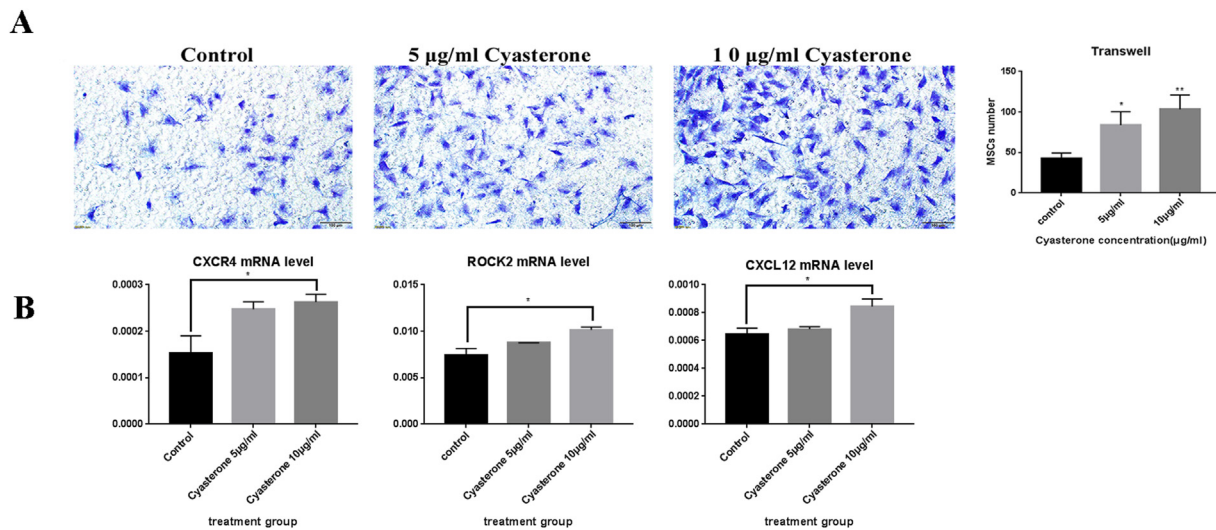 A
Control
5 µg/ml Cyasterone
1 0 µg/ml Cyasterone
Transwell
MSCs number
150
100
50
0
*
**
control
5µg/ml
10µg/ml
Cyasterone concentration(µg/ml)
B
CXCR4 mRNA level
*
0.0003
0.0002
0.0001
0.0000
Control
Cyasterone 5µg/ml
Cyasterone 10µg/ml
treatment group
ROCK2 mRNA level
*
0.015
0.010
0.005
0.000
control
Cyasterone 5µg/ml
Cyasterone 10µg/ml
treatment group
CXCL12 mRNA level
*
0.0010
0.0008
0.0006
0.0004
0.0002
0.0000
Control
Cyasterone 5µg/ml
Cyasterone 10µg/ml
treatment group